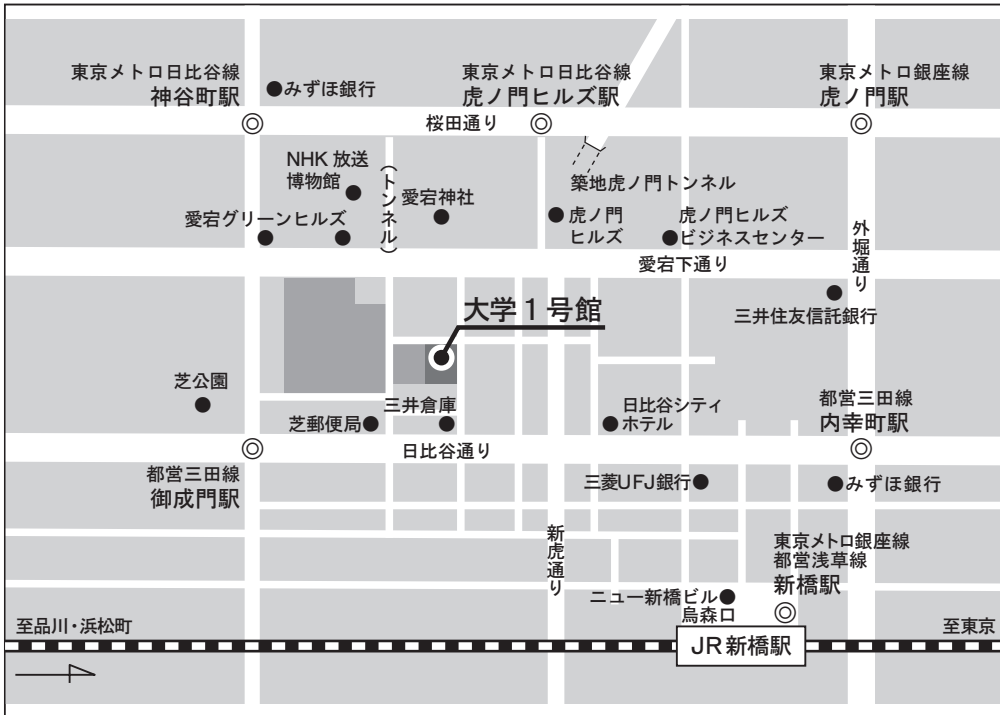 東京メトロ日比谷線
神谷町駅
みずほ銀行
東京メトロ日比谷線
虎ノ門ヒルズ駅
東京メトロ銀座線
虎ノ門駅
桜田通り
NHK 放送
博物館
(トンネル)
愛宕神社
築地虎ノ門トンネル
愛宕グリーンヒルズ
虎ノ門
ヒルズ
虎ノ門ヒルズ
ビジネスセンター
外堀通り
愛宕下通り
大学1号館
三井住友信託銀行
芝公園
三井倉庫
芝郵便局
日比谷シティ
ホテル
都営三田線
内幸町駅
日比谷通り
都営三田線
御成門駅
三菱UFJ銀行
みずほ銀行
新虎通り
東京メトロ銀座線
都営浅草線
新橋駅
ニュー新橋ビル
烏森口
至品川・浜松町
JR新橋駅
至東京